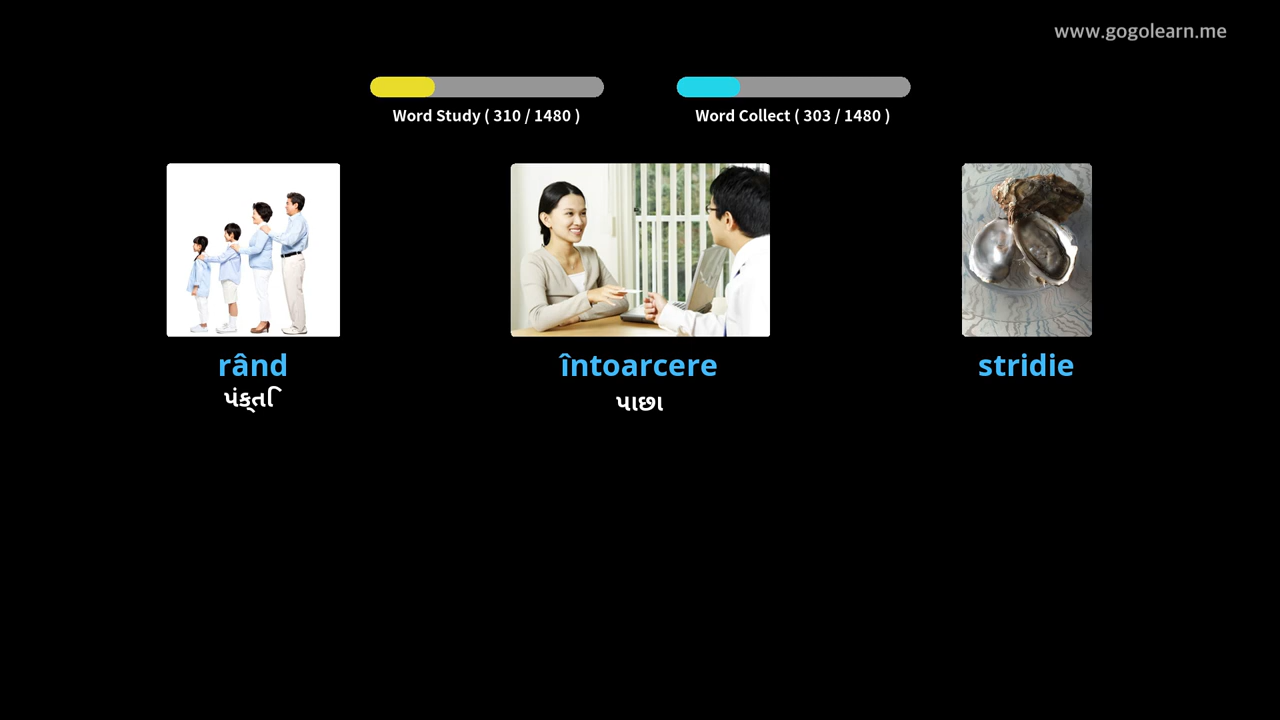 www.gogolearn.me
Word Study ( 310 / 1480 )
Word Collect ( 303 / 1480 )
rând
întoarcere
stridie
પંક્તિ
પાછા